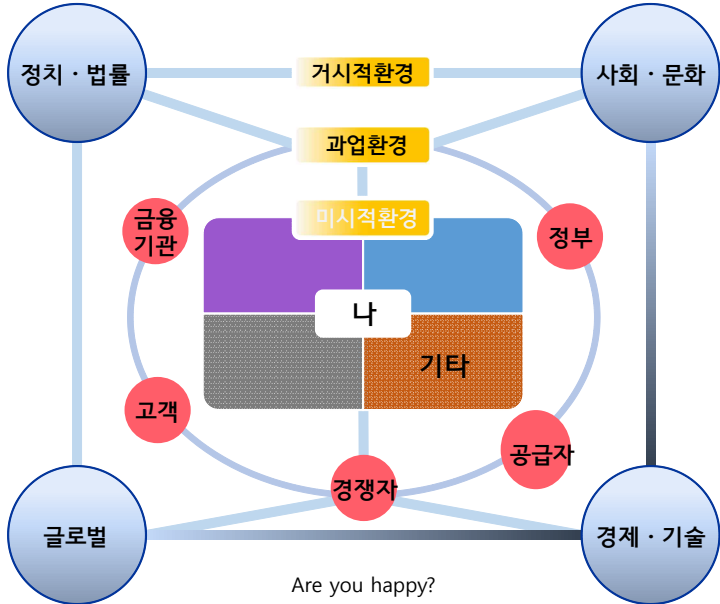 정치 · 법률
거시적환경
사회 · 문화
과업환경
미시적환경
금융
기관
정부
나
기타
고객
공급자
경쟁자
글로벌
경제 · 기술
Are you happy?